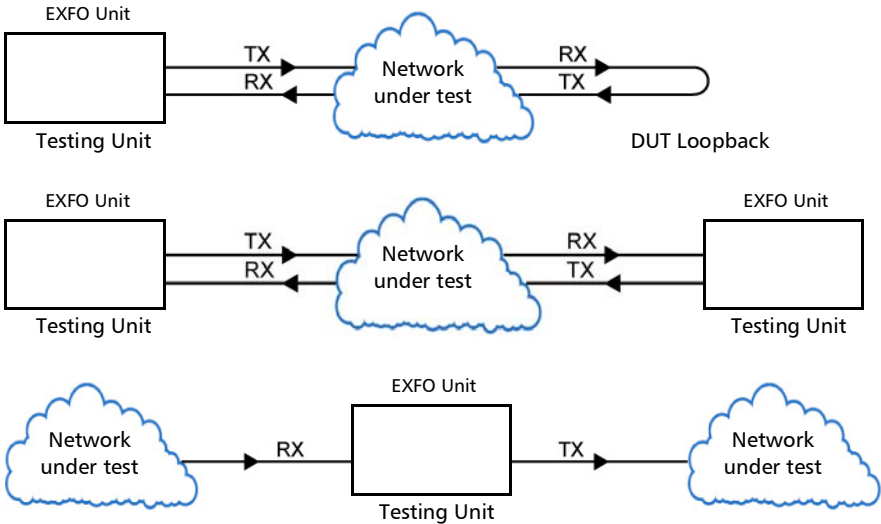 EXFO Unit
TX
RX
Network
under test
RX
TX
Testing Unit
DUT Loopback
EXFO Unit
EXFO Unit
TX
RX
Network
under test
RX
TX
Testing Unit
Testing Unit
EXFO Unit
Network
under test
RX
TX
Network
under test
Testing Unit